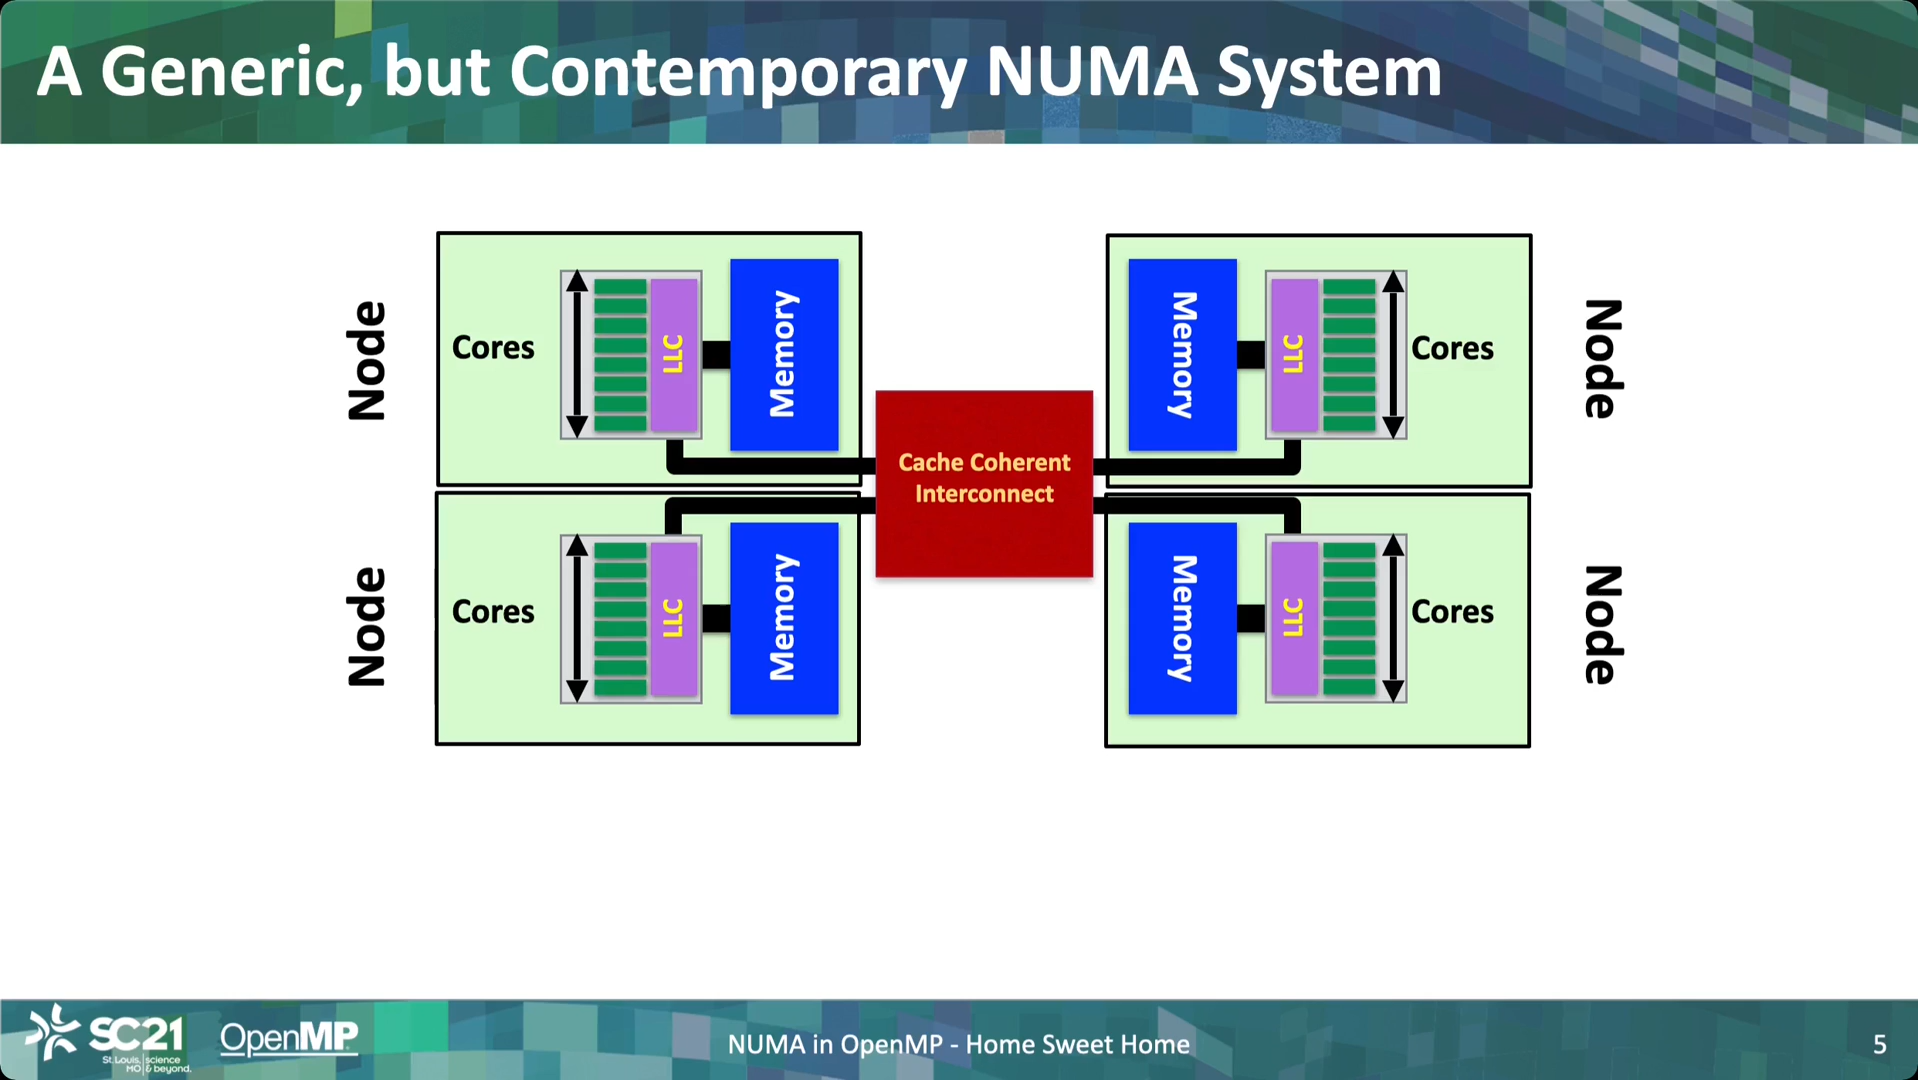 A Generic, but Contemporary NUMA System
Node
Cores
LLC
Memory
Memory
LLC
Cores
Node
Cache Coherent
Interconnect
Node
Cores
LLC
Memory
Memory
LLC
Cores
Node
SC21
St. Louis, MO
science & beyond.
OpenMP
NUMA in OpenMP - Home Sweet Home
5